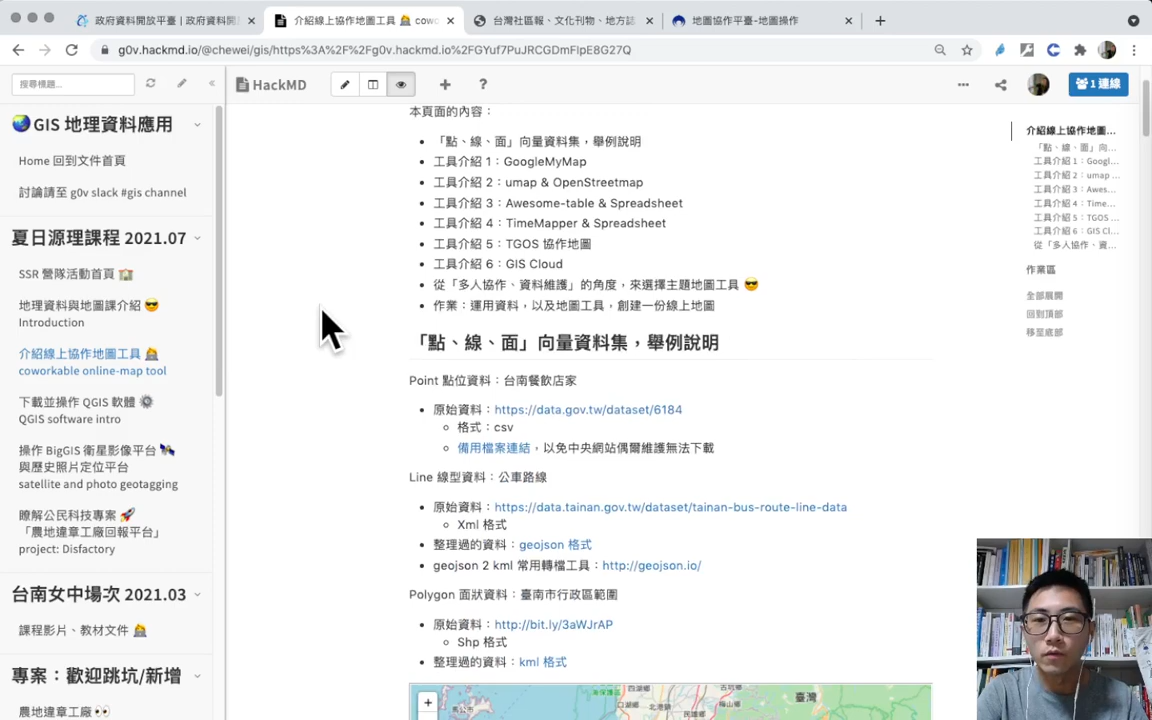 政府資料開放平臺 | 政府資料開
介紹線上協作地圖工具 👩‍🏫 cowo
台灣社區報、文化刊物、地方誌
地圖協作平臺-地圖操作
g0v.hackmd.io/@chewei/gis/https%3A%2F%2Fg0v.hackmd.io%2FGYuf7PuJRCGDmFlpE8G27Q
搜尋標題...
HackMD
1 連線
🌏GIS 地理資料應用
Home 回到文件首頁
討論請至 g0v slack #gis channel
夏日源理課程 2021.07
SSR 營隊活動首頁 🏫
地理資料與地圖課介紹 😎
Introduction
介紹線上協作地圖工具 👩‍🏫
coworkable online-map tool
下載並操作 QGIS 軟體 ⚙️
QGIS software intro
操作 BigGIS 衛星影像平台 🛰️
與歷史照片定位平台
satellite and photo geotagging
瞭解公民科技專案 🚀
「農地違章工廠回報平台」
project: Disfactory
台南女中場次 2021.03
課程影片、教材文件 👩‍🏫
專案：歡迎跳坑/新增
農地違章工廠 👀
本頁面的內容：
「點、線、面」向量資料集，舉例說明
工具介紹 1：GoogleMyMap
工具介紹 2：umap & OpenStreetmap
工具介紹 3：Awesome-table & Spreadsheet
工具介紹 4：TimeMapper & Spreadsheet
工具介紹 5：TGOS 協作地圖
工具介紹 6：GIS Cloud
從「多人協作、資料維護」的角度，來選擇主題地圖工具 😎
作業：運用資料，以及地圖工具，創建一份線上地圖
「點、線、面」向量資料集，舉例說明
Point 點位資料：台南餐飲店家
原始資料：https://data.gov.tw/dataset/6184
格式：csv
備用檔案連結，以免中央網站偶爾維護無法下載
Line 線型資料：公車路線
原始資料：https://data.tainan.gov.tw/dataset/tainan-bus-route-line-data
Xml 格式
整理過的資料：geojson 格式
geojson 2 kml 常用轉檔工具：http://geojson.io/
Polygon 面狀資料：臺南市行政區範圍
原始資料：http://bit.ly/3aWJrAP
Shp 格式
整理過的資料：kml 格式
+
馬公市
四湖鄉
口湖鄉
北港鎮
古坑鄉
梅山鄉
臺灣
介紹線上協作地圖...
「點、線、面」向...
工具介紹 1：Googl...
工具介紹 2：umap ...
工具介紹 3：Awes...
工具介紹 4：Time...
工具介紹 5：TGOS ...
工具介紹 6：GIS Cl...
從「多人協作、資...
作業區
全部展開
回到頂部
移至底部